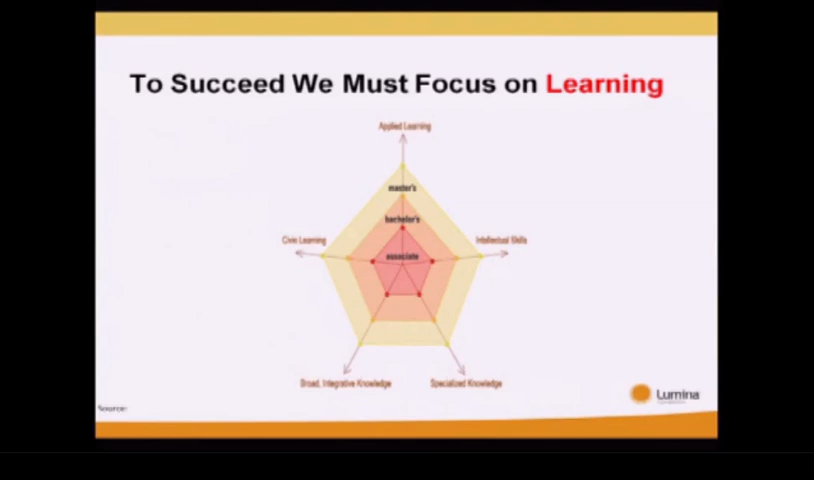 To Succeed We Must Focus on Learning
Applied Learning
master's
bachelor's
Civic Learning
Intellectual Skills
associate
Broad, Integrative Knowledge
Specialized Knowledge
Lumina
Source: